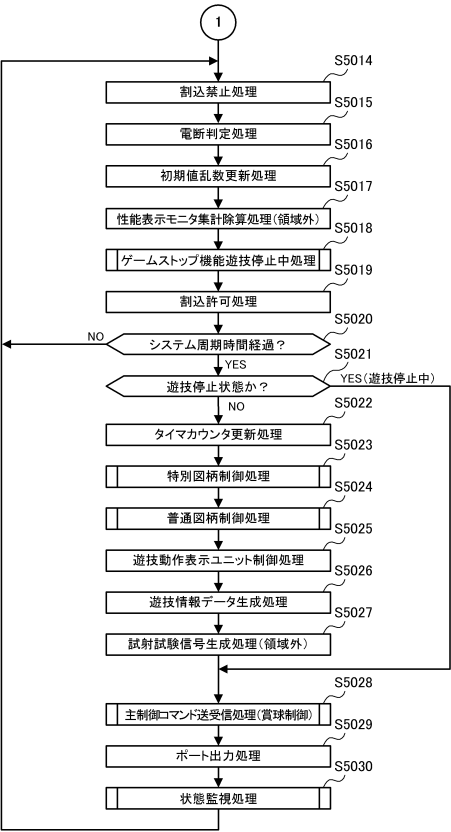 1
S5014
割込禁止処理
S5015
電断判定処理
S5016
初期値乱数更新処理
S5017
性能表示モニタ集計除算処理(領域外)
S5018
ゲームストップ機能遊技停止中処理
S5019
割込許可処理
S5020
NO
システム周期時間経過?
YES
S5021
遊技停止状態か?
YES(遊技停止中)
NO
S5022
タイマカウンタ更新処理
S5023
特別図柄制御処理
S5024
普通図柄制御処理
S5025
遊技動作表示ユニット制御処理
S5026
遊技情報データ生成処理
S5027
試射試験信号生成処理(領域外)
S5028
主制御コマンド送受信処理(賞球制御)
S5029
ポート出力処理
S5030
状態監視処理